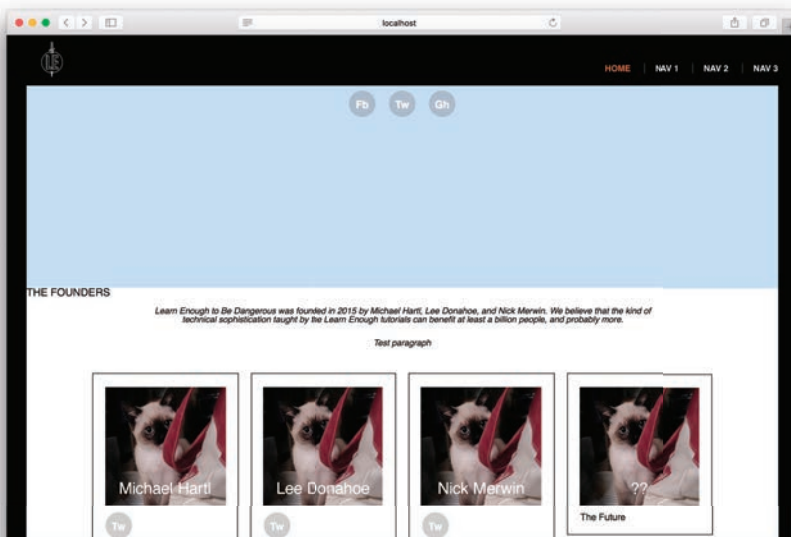 localhost
LE
HOME NAV 1 NAV 2 NAV 3
Fb Tw Gh
THE FOUNDERS
Learn Enough to Be Dangerous was founded in 2015 by Michael Hartl, Lee Donahoe, and Nick Merwin. We believe that the kind of
technical sophistication taught by the Learn Enough tutorials can benefit at least a billion people, and probably more.
Test paragraph
Michael Hartl Lee Donahoe Nick Merwin ??
Tw Tw Tw The Future